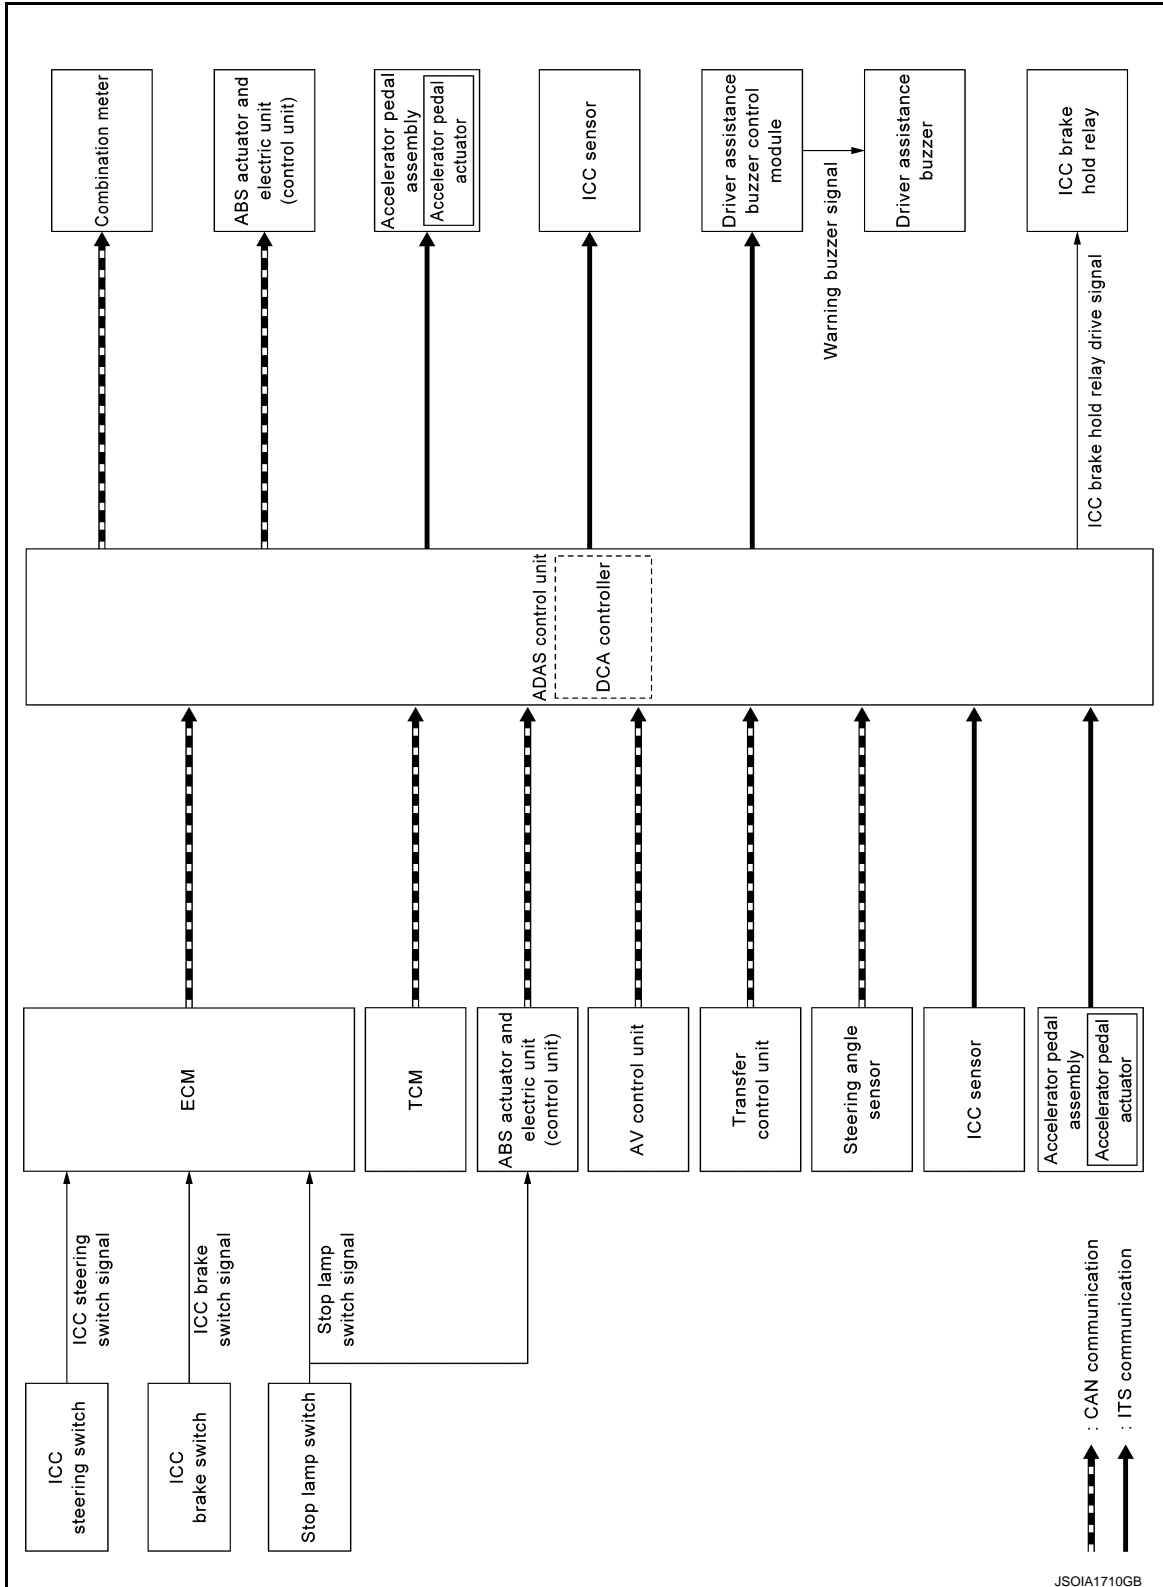 ICC
steering switch
ICC
brake switch
Stop lamp switch
ICC steering
switch signal
ICC brake
switch signal
Stop lamp
switch signal
ECM
TCM
ABS actuator and
electric unit
(control unit)
AV control unit
Transfer
control unit
Steering angle
sensor
ICC sensor
Accelerator pedal
assembly
Accelerator pedal
actuator
ADAS control unit
DCA controller
Combination meter
ABS actuator and
electric unit
(control unit)
Accelerator pedal
assembly
Accelerator pedal
actuator
ICC sensor
Driver assistance
buzzer control
module
Warning buzzer signal
Driver assistance
buzzer
ICC brake hold relay drive signal
ICC brake
hold relay
: CAN communication
: ITS communication
JSOIA1710GB